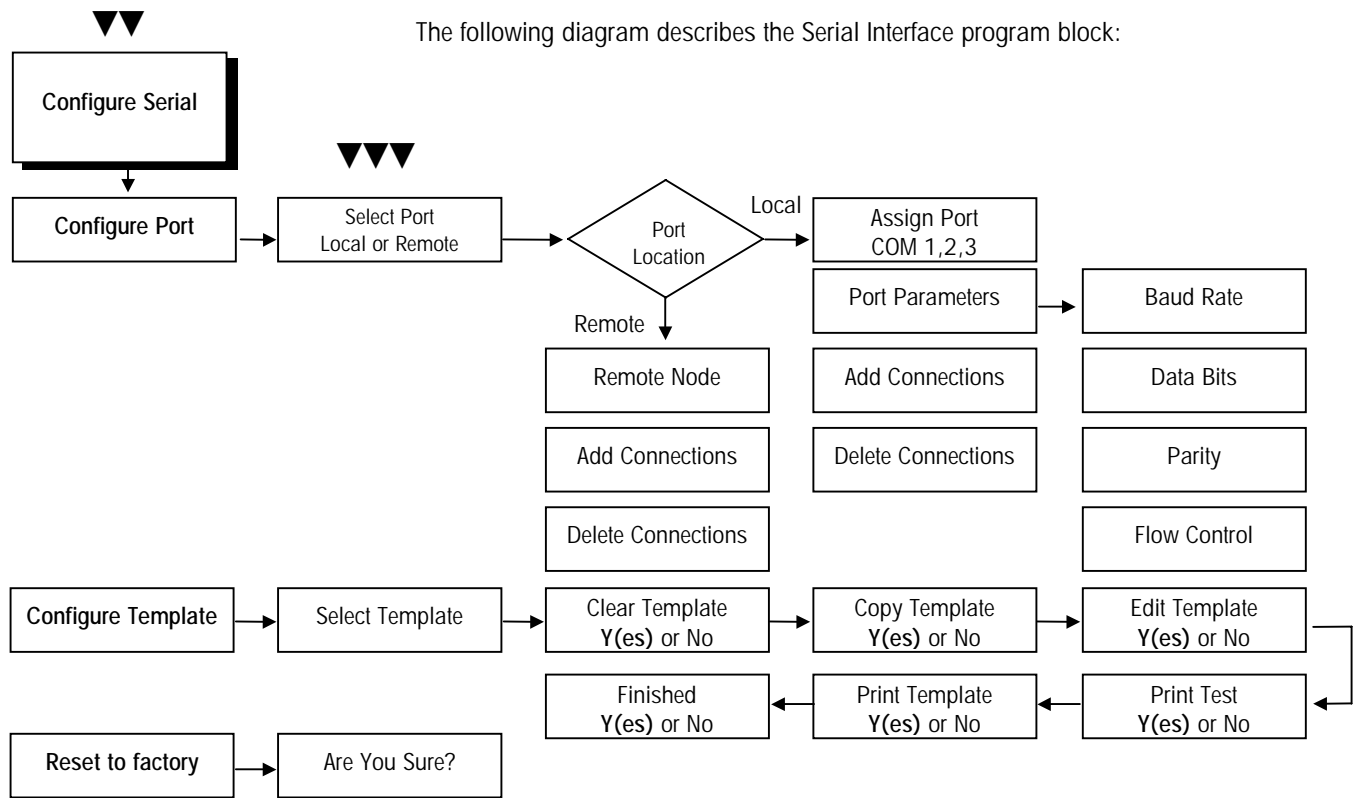 The following diagram describes the Serial Interface program block:
Configure Serial
Configure Port
Select Port
Local or Remote
Port
Location
Local
Assign Port
COM 1,2,3
Port Parameters
Baud Rate
Remote
Remote Node
Add Connections
Data Bits
Add Connections
Delete Connections
Parity
Delete Connections
Flow Control
Configure Template
Select Template
Clear Template
Y(es) or No
Copy Template
Y(es) or No
Edit Template
Y(es) or No
Print Test
Y(es) or No
Print Template
Y(es) or No
Finished
Y(es) or No
Reset to factory
Are You Sure?